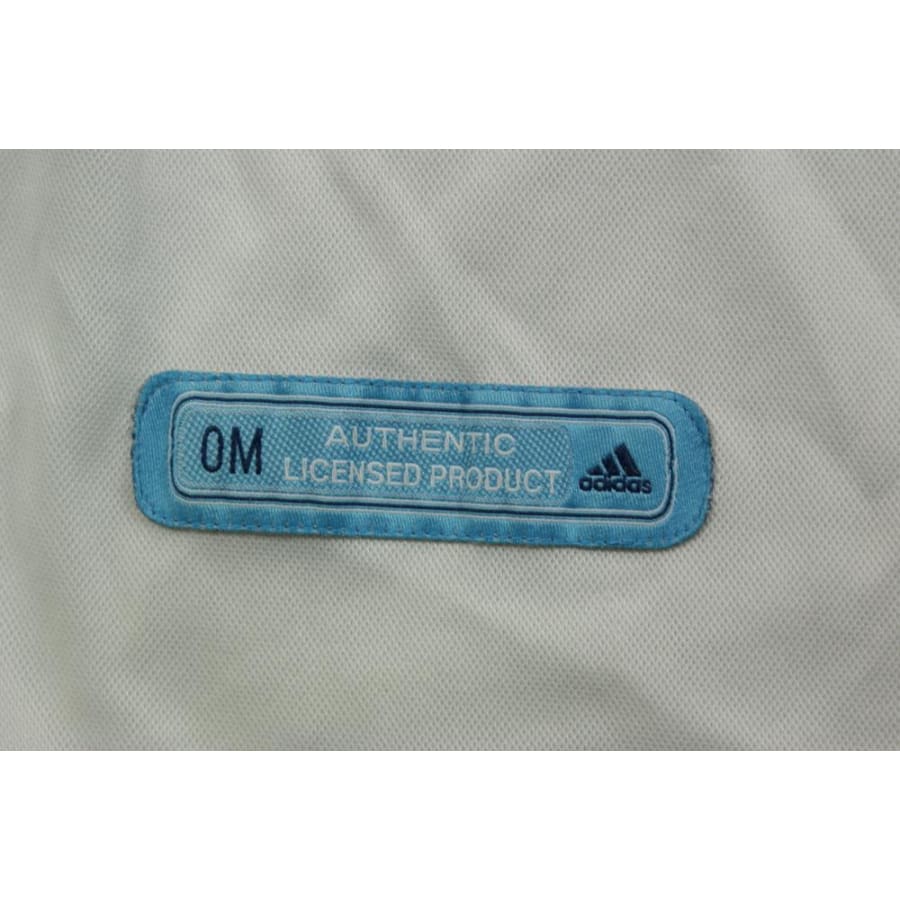 OM
AUTHENTIC
LICENSED PRODUCT
adidas